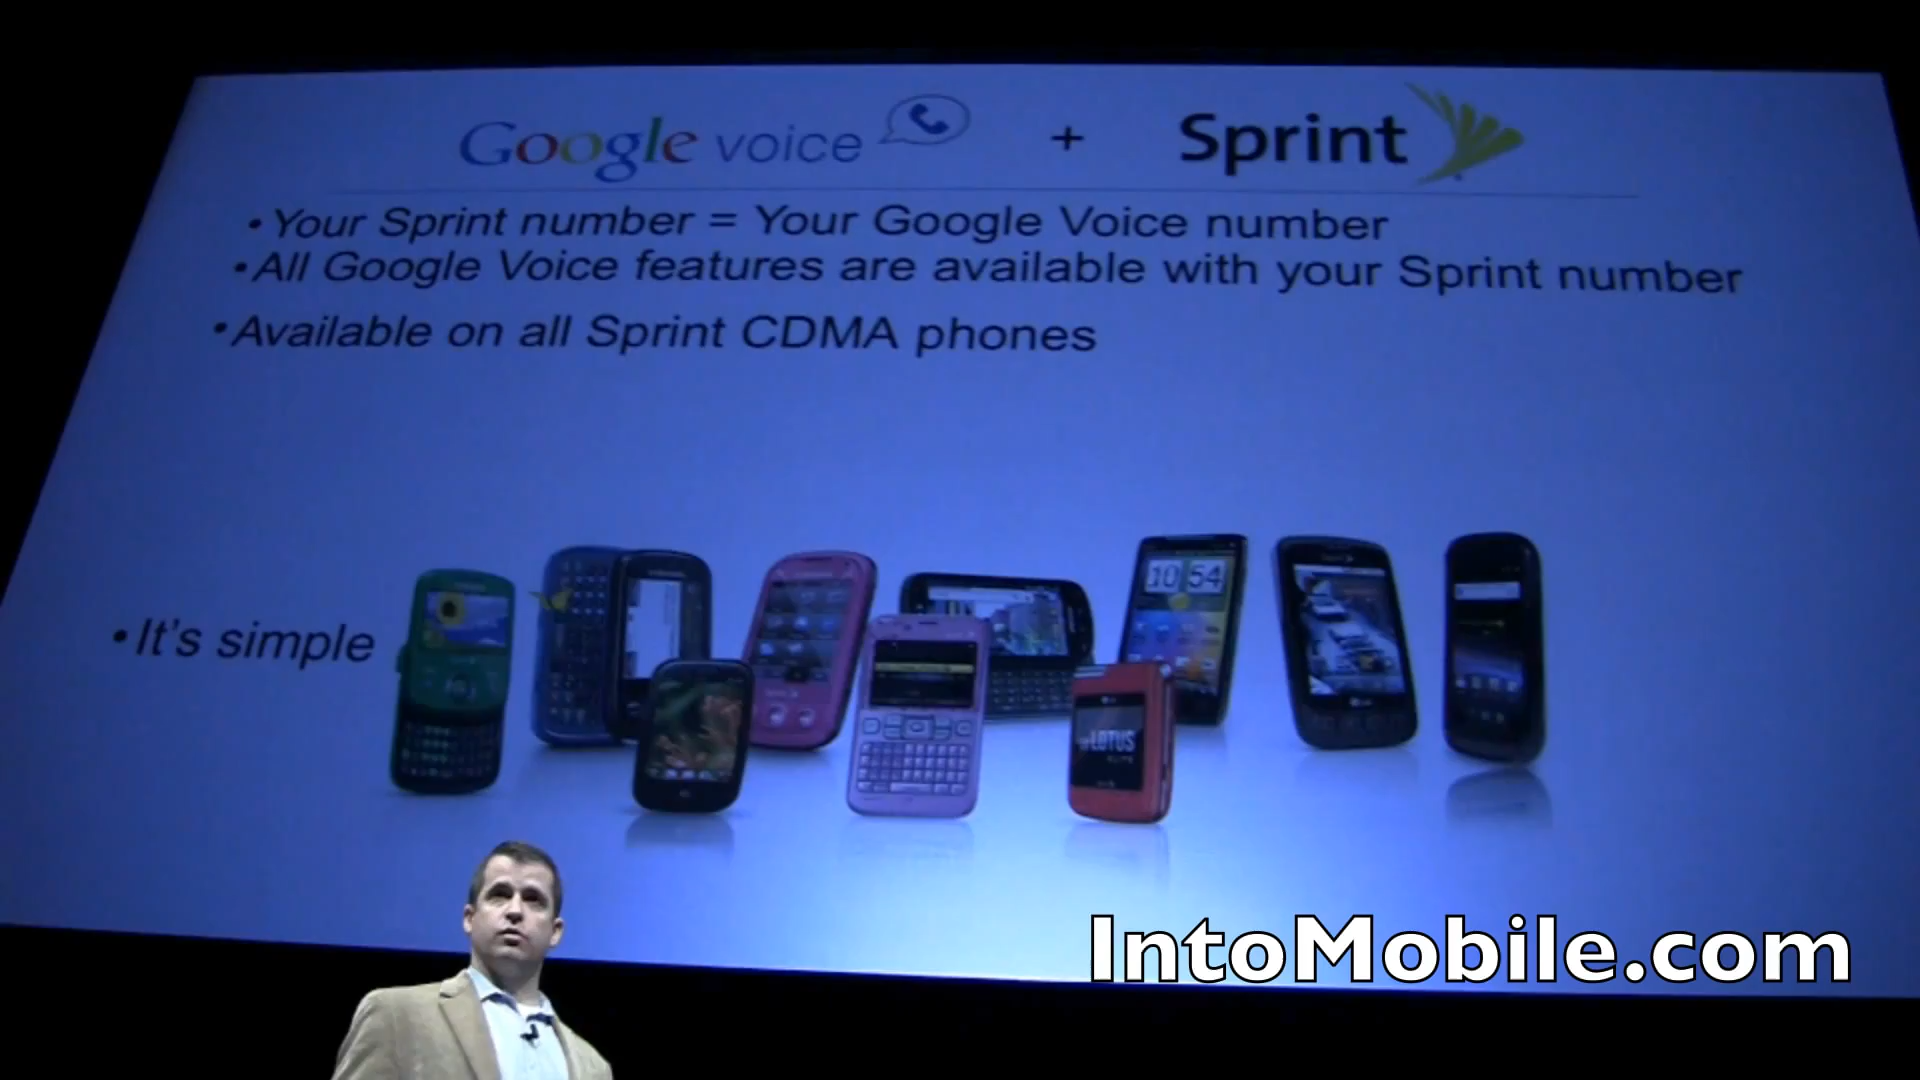 Google voice + Sprint
•Your Sprint number = Your Google Voice number
•All Google Voice features are available with your Sprint number
•Available on all Sprint CDMA phones
10 54
•It's simple
LOTUS
IntoMobile.com